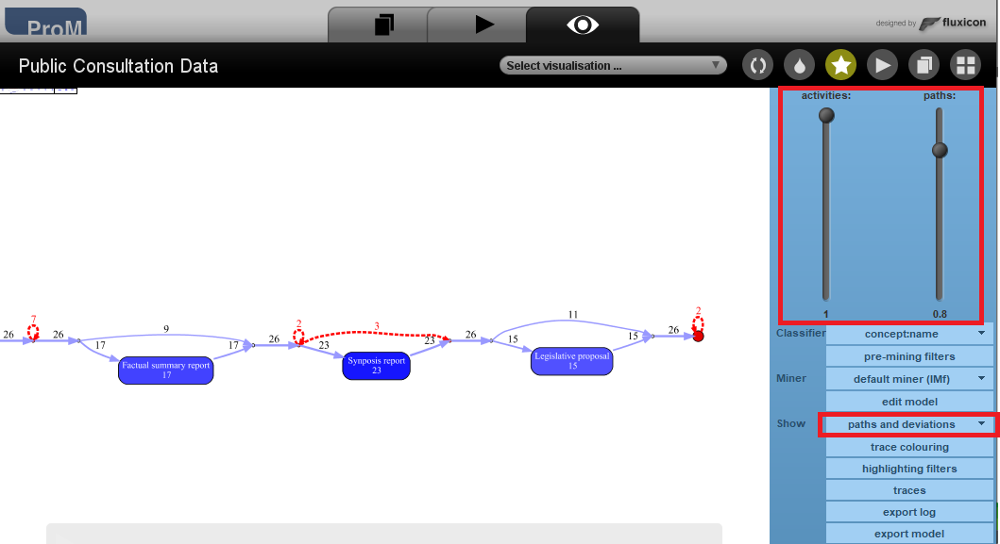 ProM
designed by fluxicon
Public Consultation Data
Select visualisation ...
activities:
paths:
1
0.8
Classifier
concept:name
pre-mining filters
Miner
default miner (IMf)
edit model
Show
paths and deviations
trace colouring
highlighting filters
traces
export log
export model
7
26
26
9
17
17
Factual summary report
17
26
2
3
23
23
Synposis report
23
26
11
15
15
Legislative proposal
15
26
2